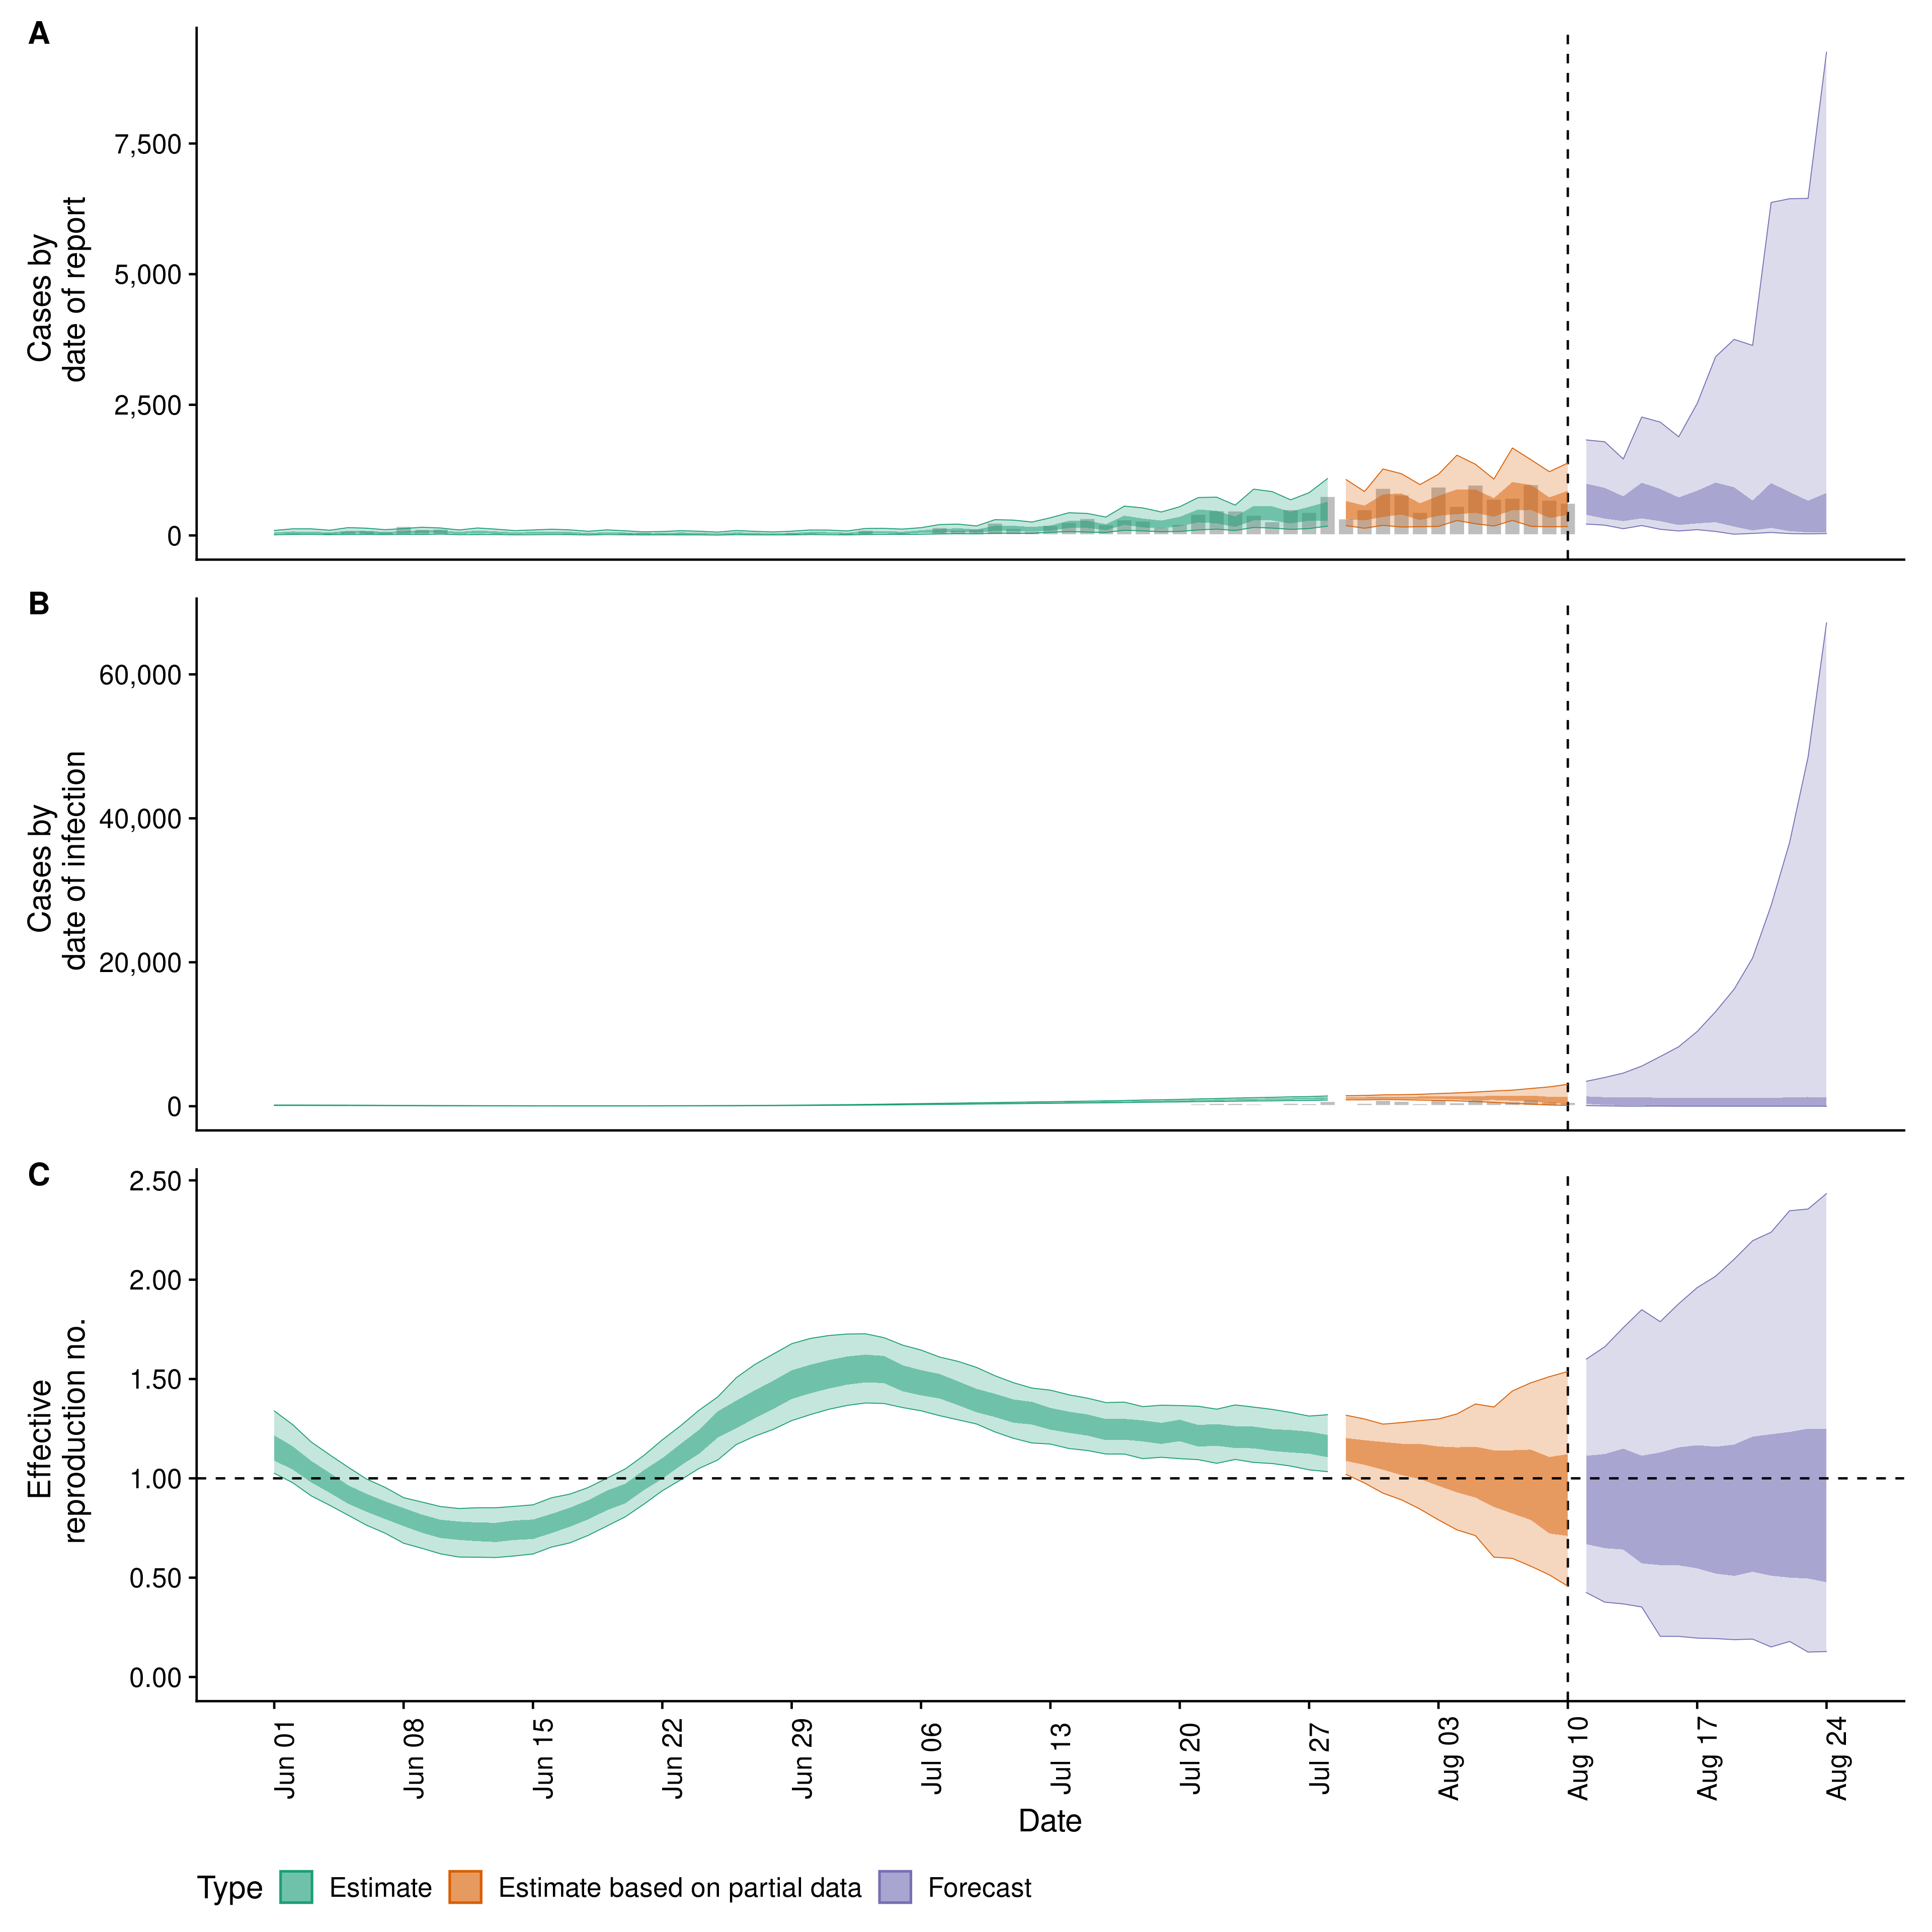 A
Cases by
date of report
7,500
5,000
2,500
0
B
Cases by
date of infection
60,000
40,000
20,000
0
C
Effective
reproduction no.
2.50
2.00
1.50
1.00
0.50
0.00
Jun 01
Jun 08
Jun 15
Jun 22
Jun 29
Jul 06
Jul 13
Jul 20
Jul 27
Aug 03
Aug 10
Aug 17
Aug 24
Date
Type Estimate Estimate based on partial data Forecast